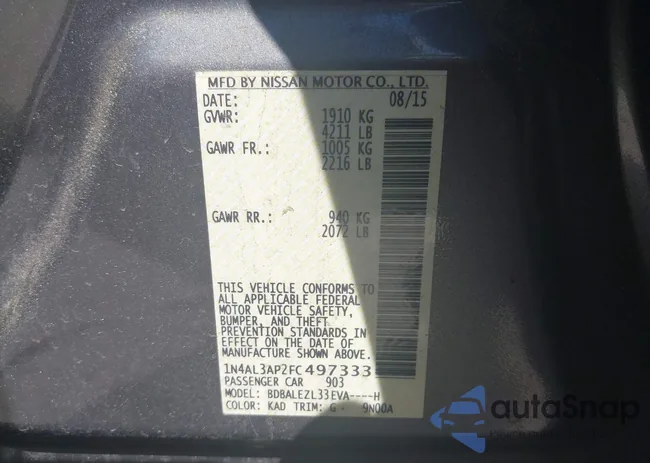 MFD BY NISSAN MOTOR CO., LTD.
DATE: 08/15
GVWR: 1910 KG
4211 LB
GAWR FR.: 1005 KG
2216 LB
GAWR RR.: 940 KG
2072 LB
THIS VEHICLE CONFORMS TO
ALL APPLICABLE FEDERAL
MOTOR VEHICLE SAFETY,
BUMPER, AND THEFT
PREVENTION STANDARDS IN
EFFECT ON THE DATE OF
MANUFACTURE SHOWN ABOVE.
1N4AL3AP2FC497333
PASSENGER CAR 903
MODEL: BDBALEZL33EVA----H
COLOR: KAD TRIM: G - 9N00A
autoSnap